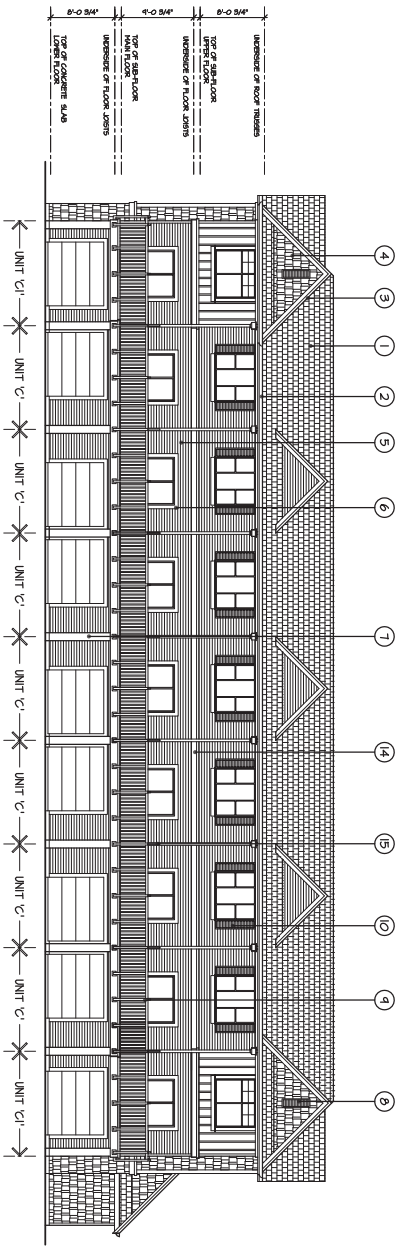 4
3
1
2
5
6
7
14
15
10
9
8
UNDERSIDE OF ROOF TRUSSES
8'-0 3/4"
TOP OF SUB-FLOOR
UPPER FLOOR
UNDERSIDE OF FLOOR JOISTS
9'-0 3/4"
TOP OF SUB-FLOOR
MAIN FLOOR
UNDERSIDE OF FLOOR JOISTS
8'-0 3/4"
TOP OF CONCRETE SLAB
LOWER FLOOR
UNIT 'C1'
UNIT 'C'
UNIT 'C'
UNIT 'C'
UNIT 'C'
UNIT 'C'
UNIT 'C'
UNIT 'C'
UNIT 'C1'